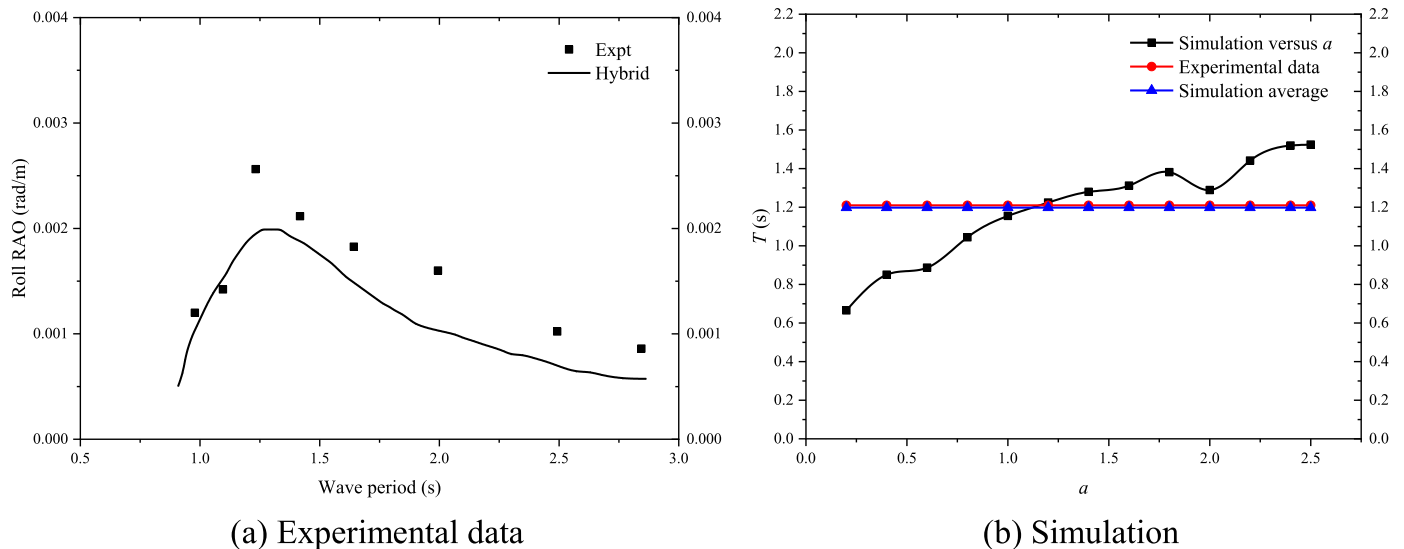 0.004
0.003
0.002
0.001
0.000
Roll RAO (rad/m)
Expt
Hybrid
0.004
0.003
0.002
0.001
0.000
0.5 1.0 1.5 2.0 2.5 3.0
Wave period (s)
(a) Experimental data
2.2
2.0
1.8
1.6
1.4
1.2
1.0
0.8
0.6
0.4
0.2
0.0
T (s)
Simulation versus a
Experimental data
Simulation average
2.2
2.0
1.8
1.6
1.4
1.2
1.0
0.8
0.6
0.4
0.2
0.0
0.0 0.5 1.0 1.5 2.0 2.5
a
(b) Simulation